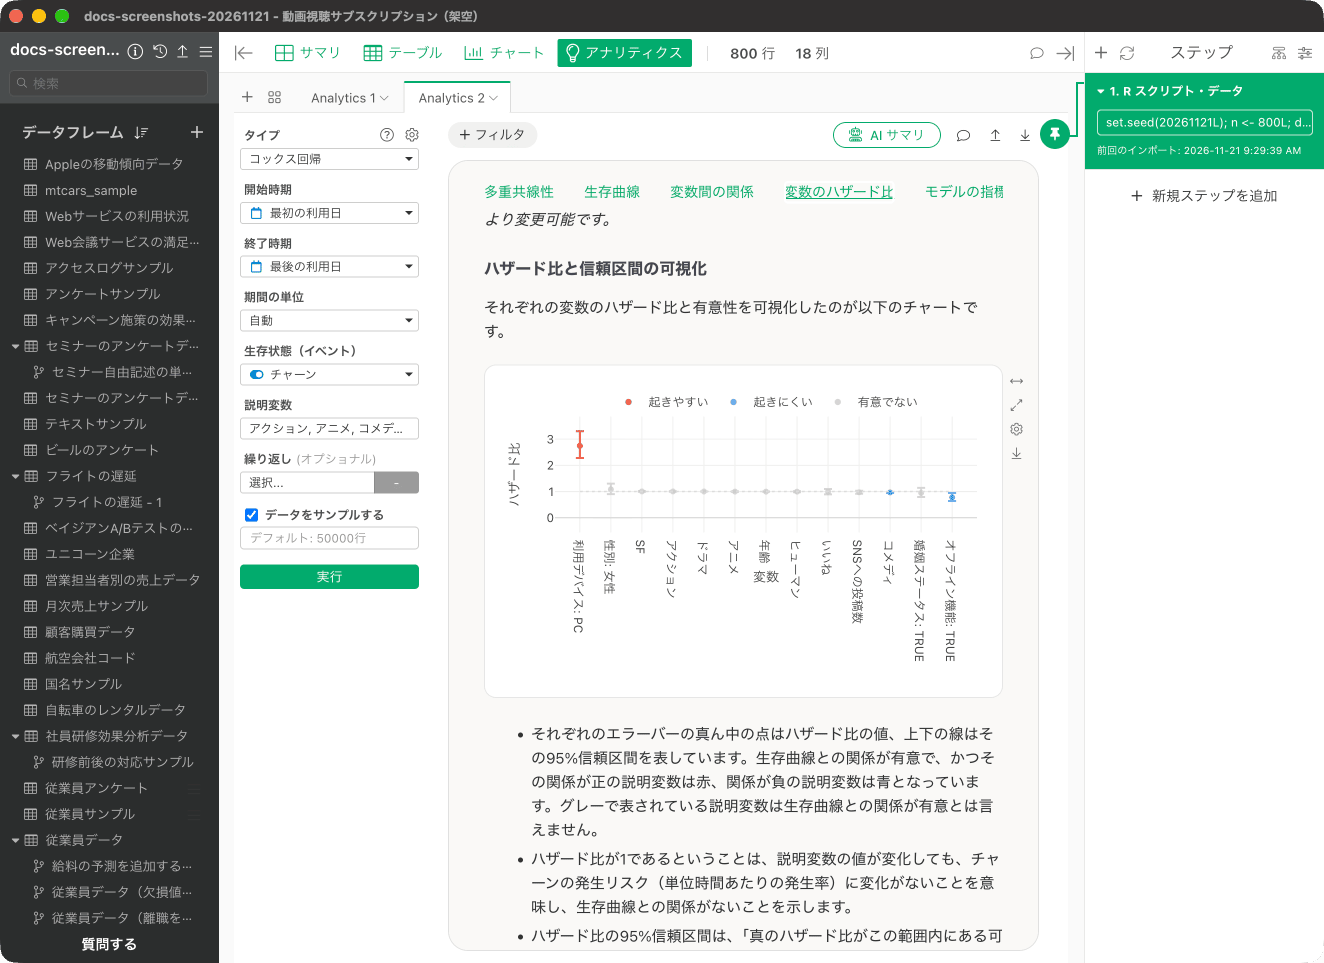 docs-screenshots-20261121 - 動画視聴サブスクリプション（架空）
docs-screen...
検索
データフレーム
Appleの移動傾向データ
mtcars_sample
Webサービスの利用状況
Web会議サービスの満足…
アクセスログサンプル
アンケートサンプル
キャンペーン施策の効果…
セミナーのアンケートデ…
セミナー自由記述の単…
セミナーのアンケートデ…
テキストサンプル
ビールのアンケート
フライトの遅延
フライトの遅延 - 1
ベイジアンA/Bテストの…
ユニコーン企業
営業担当者別の売上データ
月次売上サンプル
顧客購買データ
航空会社コード
国名サンプル
自転車のレンタルデータ
社員研修効果分析データ
研修前後の対応サンプル
従業員アンケート
従業員サンプル
従業員データ
給料の予測を追加する…
従業員データ（欠損値…
従業員データ（離職を…
質問する
サマリ
テーブル
チャート
アナリティクス
800 行
18 列
Analytics 1
Analytics 2
タイプ
コックス回帰
開始時期
最初の利用日
終了時期
最後の利用日
期間の単位
自動
生存状態（イベント）
チャーン
説明変数
アクション, アニメ, コメデ...
繰り返し (オプショナル)
選択...
-
データをサンプルする
デフォルト: 50000行
実行
+ フィルタ
AI サマリ
多重共線性
生存曲線
変数間の関係
変数のハザード比
モデルの指標
より変更可能です。
ハザード比と信頼区間の可視化
それぞれの変数のハザード比と有意性を可視化したのが以下のチャートで
す。
起きやすい
起きにくい
有意でない
ハザード比
3
2
1
0
利用デバイス: PC
性別: 女性
SF
アクション
ドラマ
アニメ
年齢
ヒューマン
いいね
SNSへの投稿数
コメディ
婚姻ステータス: TRUE
オフライン機能: TRUE
変数
• それぞれのエラーバーの真ん中の点はハザード比の値、上下の線はそ
の95%信頼区間を表しています。生存曲線との関係が有意で、かつそ
の関係が正の説明変数は赤、関係が負の説明変数は青となっていま
す。グレーで表されている説明変数は生存曲線との関係が有意とは言
えません。
• ハザード比が1であるということは、説明変数の値が変化しても、チャ
ーンの発生リスク（単位時間あたりの発生率）に変化がないことを意
味し、生存曲線との関係がないことを示します。
• ハザード比の95%信頼区間は、「真のハザード比がこの範囲内にある可
ステップ
1. R スクリプト・データ
set.seed(20261121L); n <- 800L; d...
前回のインポート: 2026-11-21 9:29:39 AM
+ 新規ステップを追加